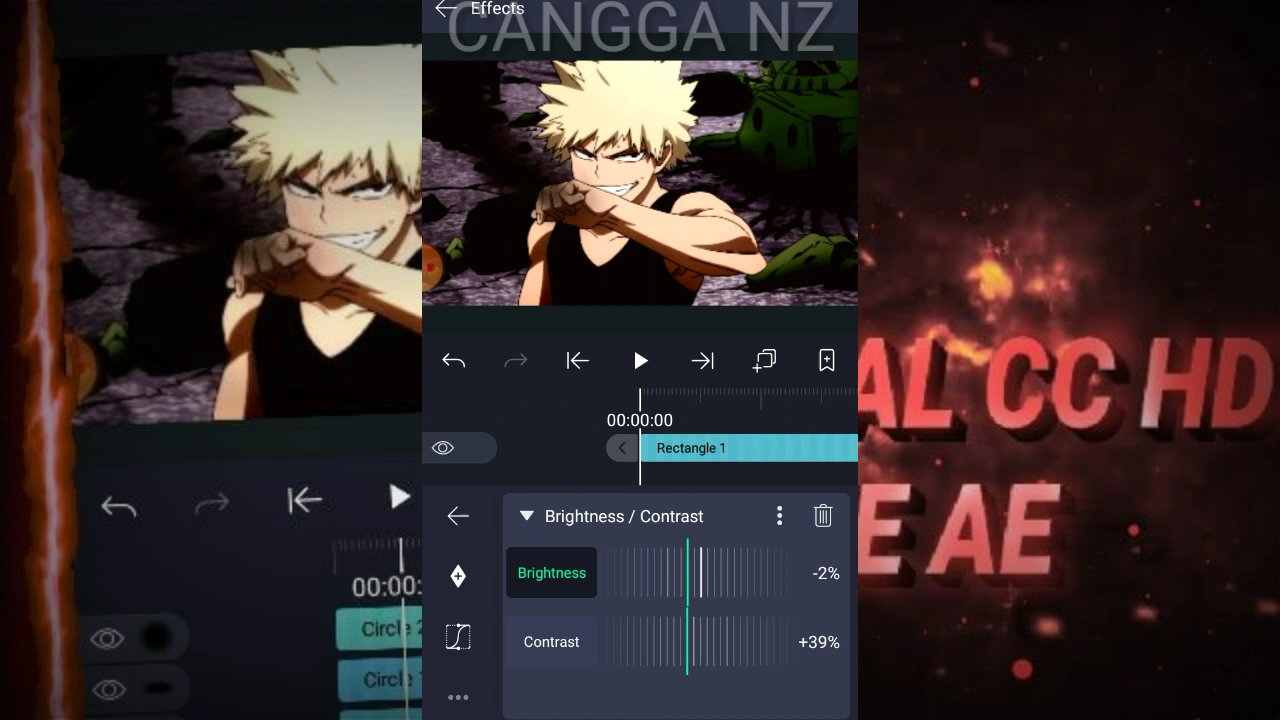 Effects
CANGGA NZ
00:00:00
Rectangle 1
Brightness / Contrast
Brightness
-2%
Contrast
+39%
00:00:
Circle 2
Circle
AL CC HD
E AE